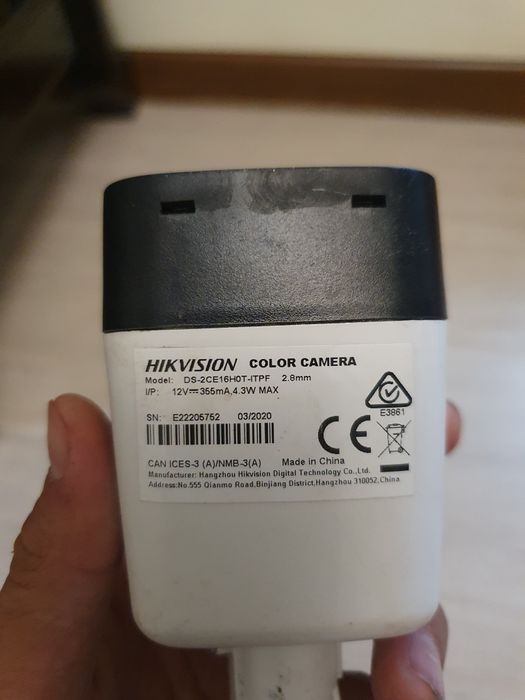 HIKVISION COLOR CAMERA
Model: DS-2CE16H0T-ITPF 2.8mm
I/P: 12V⎓355mA,4.3W MAX
E3861
SN: E22205752 03/2020
CE
CAN ICES-3 (A)/NMB-3(A) Made in China
Manufacturer: Hangzhou Hikvision Digital Technology Co.,Ltd.
Address:No.555 Qianmo Road,Binjiang District,Hangzhou 310052,China